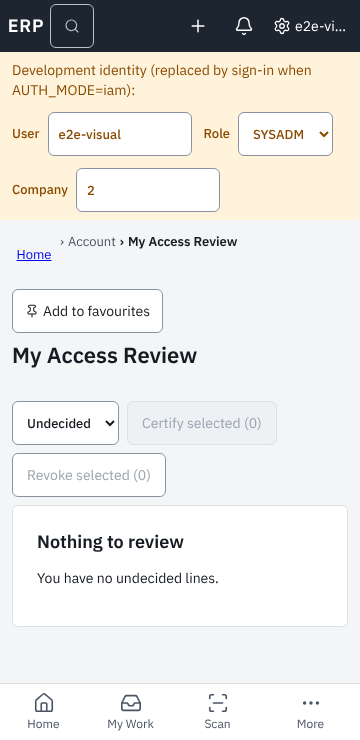 ERP
e2e-vi...
Development identity (replaced by sign-in when
AUTH_MODE=iam):
User e2e-visual Role SYSADM
Company 2
Home › Account › My Access Review
Add to favourites
My Access Review
Undecided Certify selected (0)
Revoke selected (0)
Nothing to review
You have no undecided lines.
Home My Work Scan More